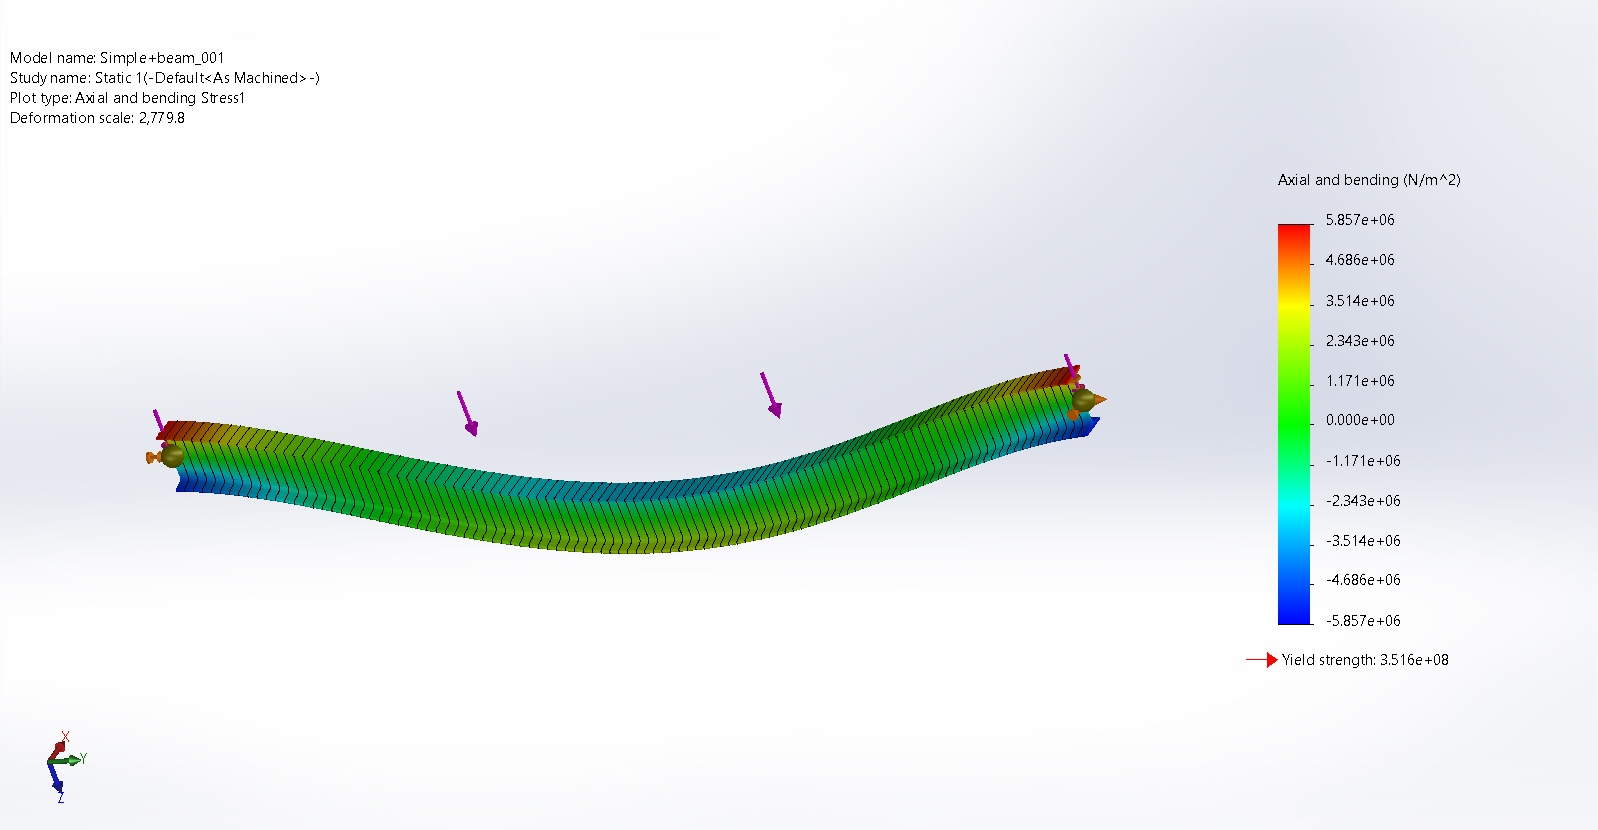 Model name: Simple+beam_001
Study name: Static 1(-Default<As Machined>-)
Plot type: Axial and bending Stress1
Deformation scale: 2,779.8
Axial and bending (N/m^2)
5.857e+06
4.686e+06
3.514e+06
2.343e+06
1.171e+06
0.000e+00
-1.171e+06
-2.343e+06
-3.514e+06
-4.686e+06
-5.857e+06
Yield strength: 3.516e+08
X
Y
Z